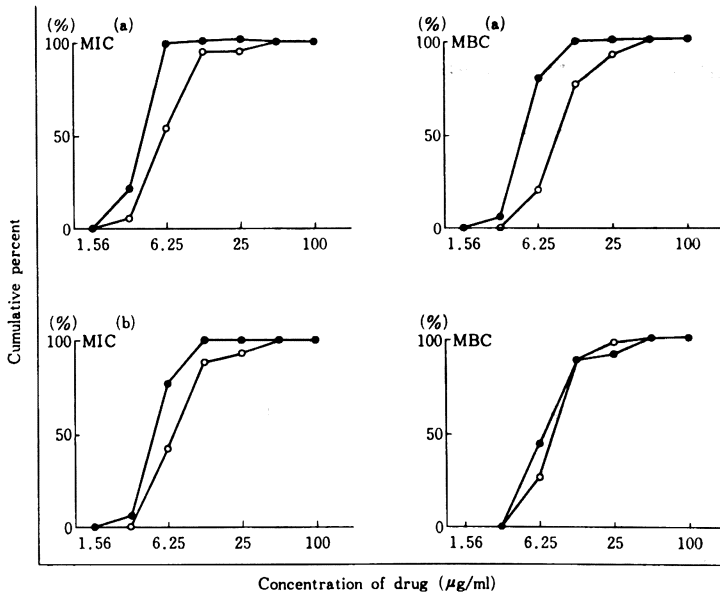 (%) (a)
100 MIC
50
0
1.56 6.25 25 100
(%) (a)
100 MBC
50
0
1.56 6.25 25 100
(%) (b)
100 MIC
50
0
1.56 6.25 25 100
(%)
100 MBC
50
0
1.56 6.25 25 100
Cumulative percent
Concentration of drug (μg/ml)